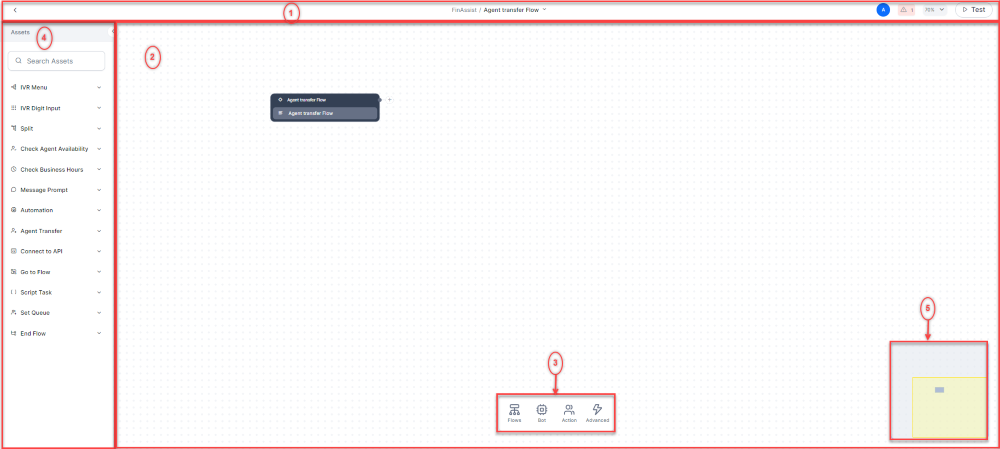 1
FinAssist / Agent transfer Flow
A
1
70%
Test
Assets
4
Search Assets
IVR Menu
IVR Digit Input
Split
Check Agent Availability
Check Business Hours
Message Prompt
Automation
Agent Transfer
Connect to API
Go to Flow
Script Task
Set Queue
End Flow
2
Agent transfer Flow
Agent transfer Flow
3
Flows
Bot
Action
Advanced
5